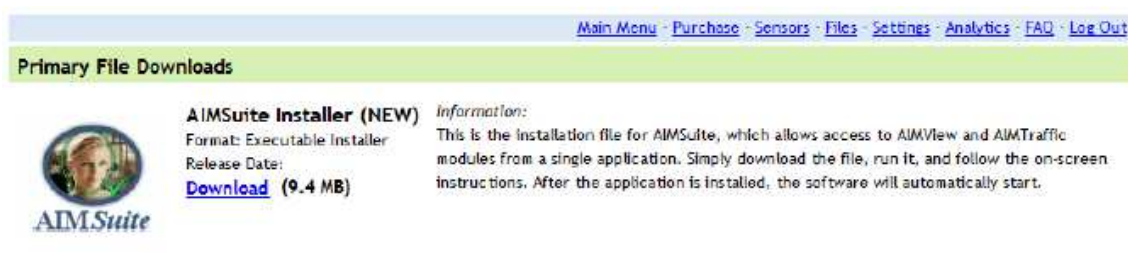 Main Menu - Purchase - Sensors - Files - Settings - Analytics - FAQ - Log Out
Primary File Downloads
AIMSuite Installer (NEW)
Format: Executable Installer
Release Date:
Download (9.4 MB)
Information:
This is the installation file for AIMSuite, which allows access to AIMView and AIMTraffic
modules from a single application. Simply download the file, run it, and follow the on-screen
instructions. After the application is installed, the software will automatically start.
AIMSuite